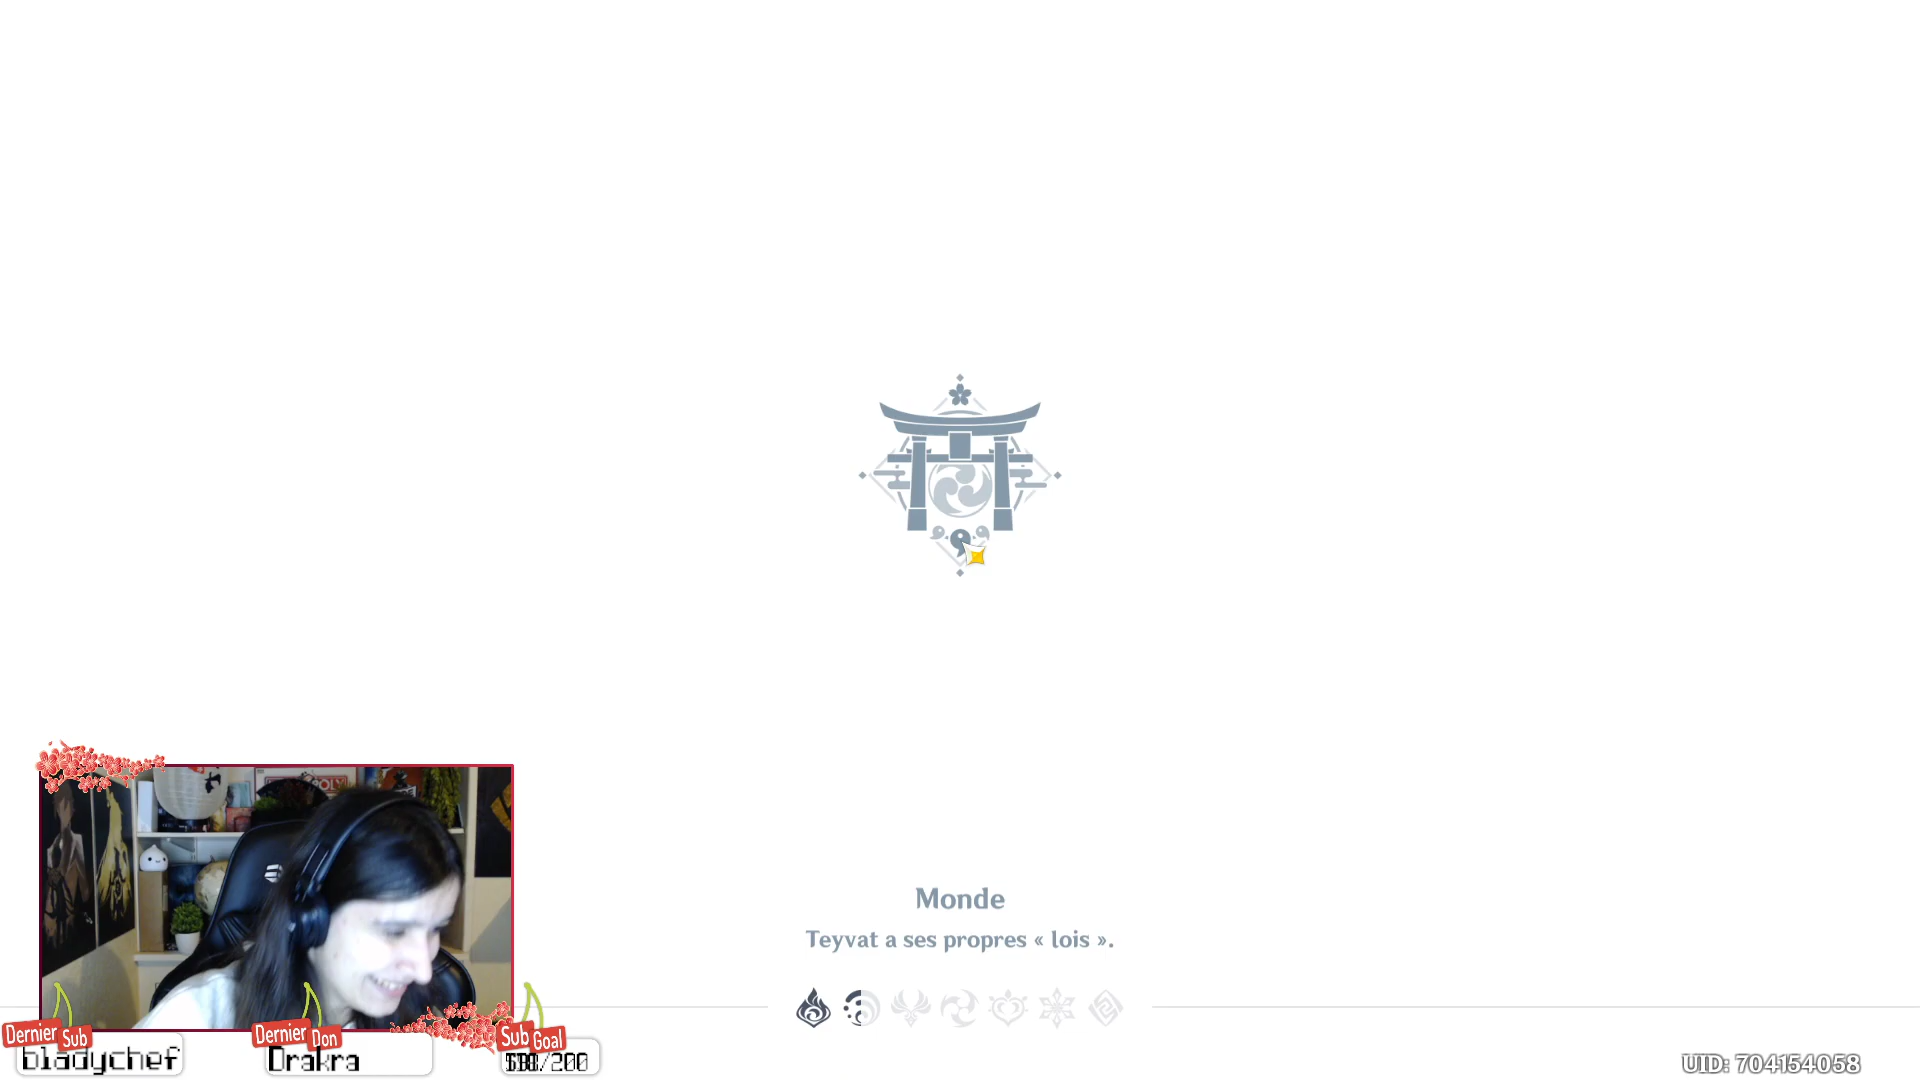 Monde
Teyvat a ses propres « lois ».
Dernier Sub
bladychef
Dernier Don
Drakra
Sub Goal
/200
UID: 704154058